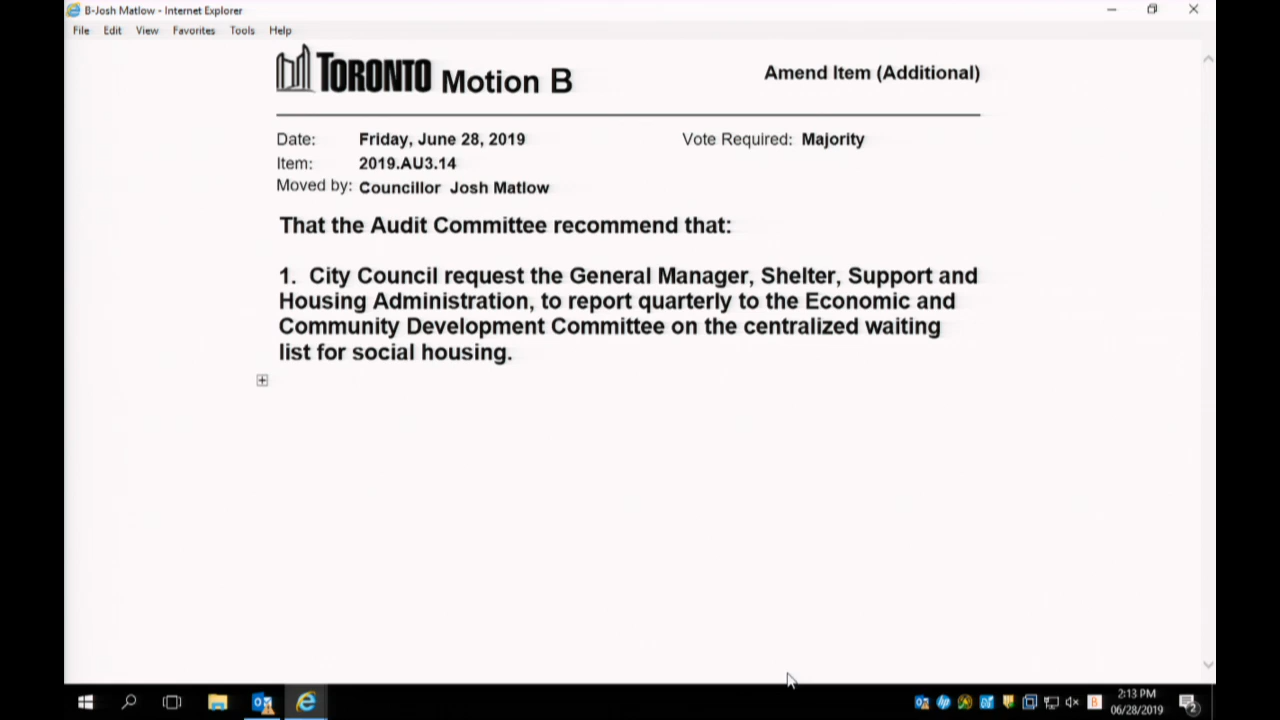 B-Josh Matlow - Internet Explorer
File Edit View Favorites Tools Help
TORONTO Motion B
Amend Item (Additional)
Date: Friday, June 28, 2019
Vote Required: Majority
Item: 2019.AU3.14
Moved by: Councillor Josh Matlow
That the Audit Committee recommend that:
1. City Council request the General Manager, Shelter, Support and
Housing Administration, to report quarterly to the Economic and
Community Development Committee on the centralized waiting
list for social housing.
2:13 PM
06/28/2019
2